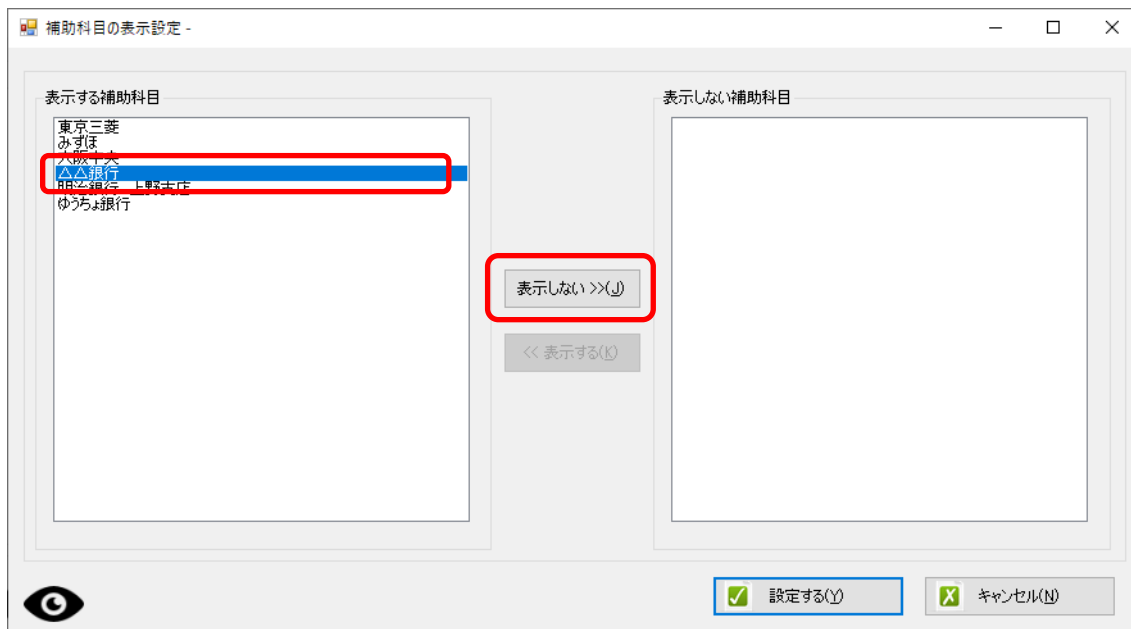 補助科目の表示設定 -
表示する補助科目
東京三菱
みずほ
大阪中央
△△銀行
明治銀行 上野支店
ゆうちょ銀行
表示しない >>(J)
<< 表示する(K)
表示しない補助科目
設定する(Y)
キャンセル(N)